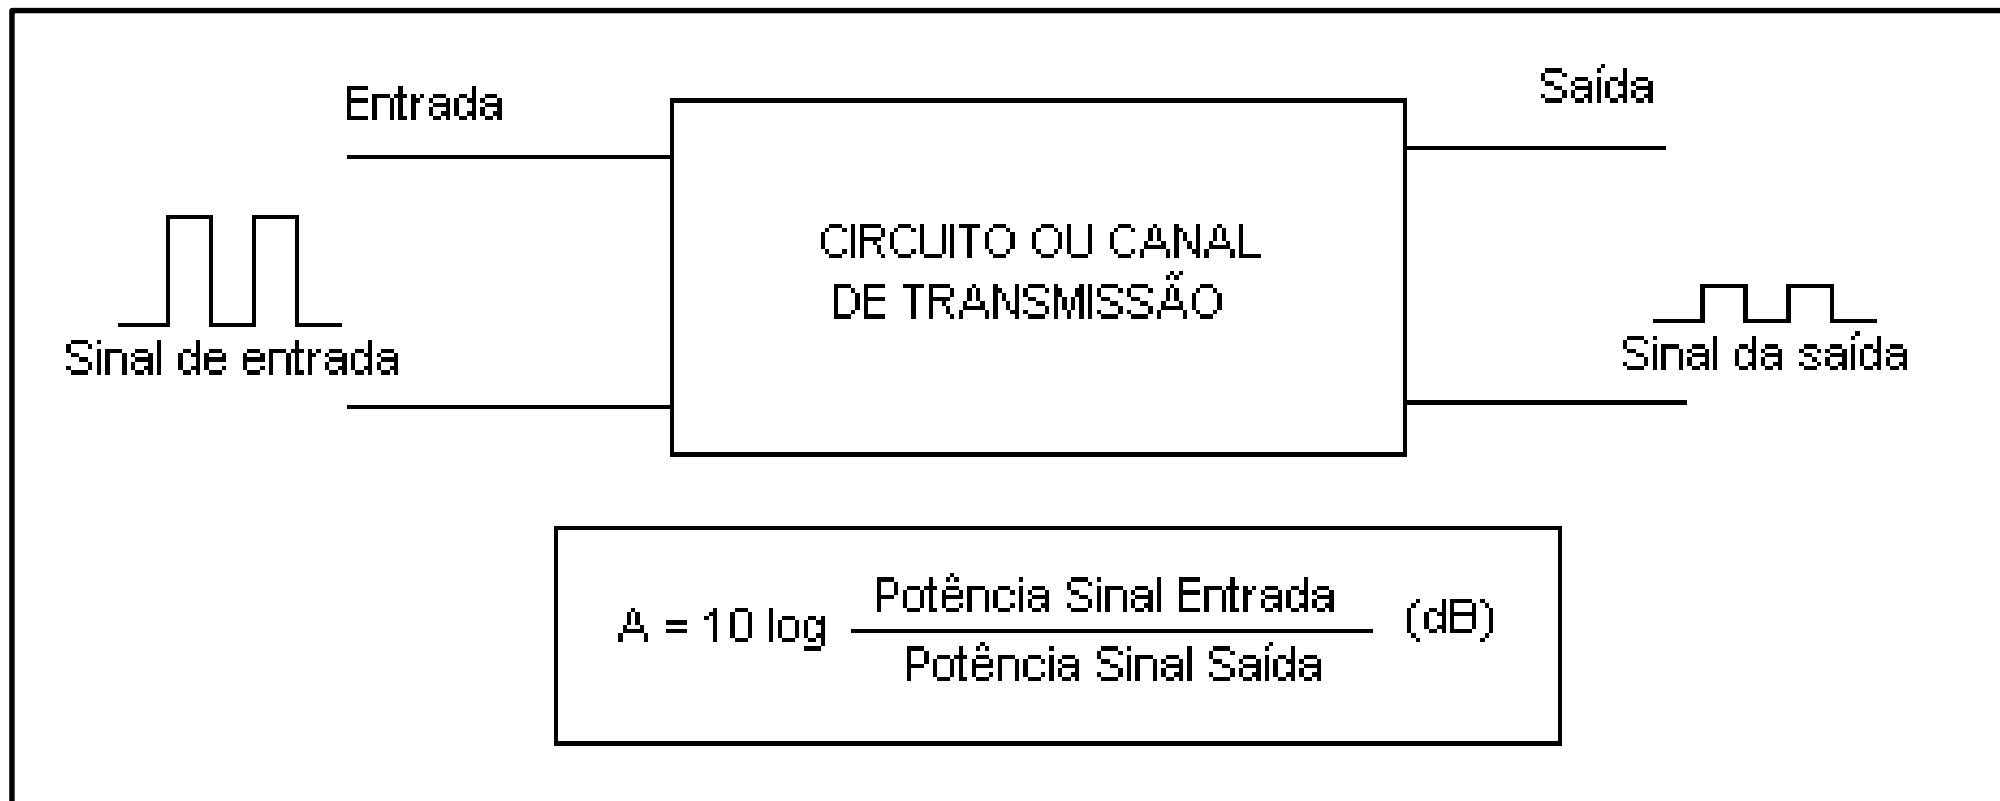 Entrada
Saída
CIRCUITO OU CANAL
DE TRANSMISSÃO
Sinal de entrada
Sinal da saída
A = 10 log Potência Sinal Entrada (dB)
Potência Sinal Saída